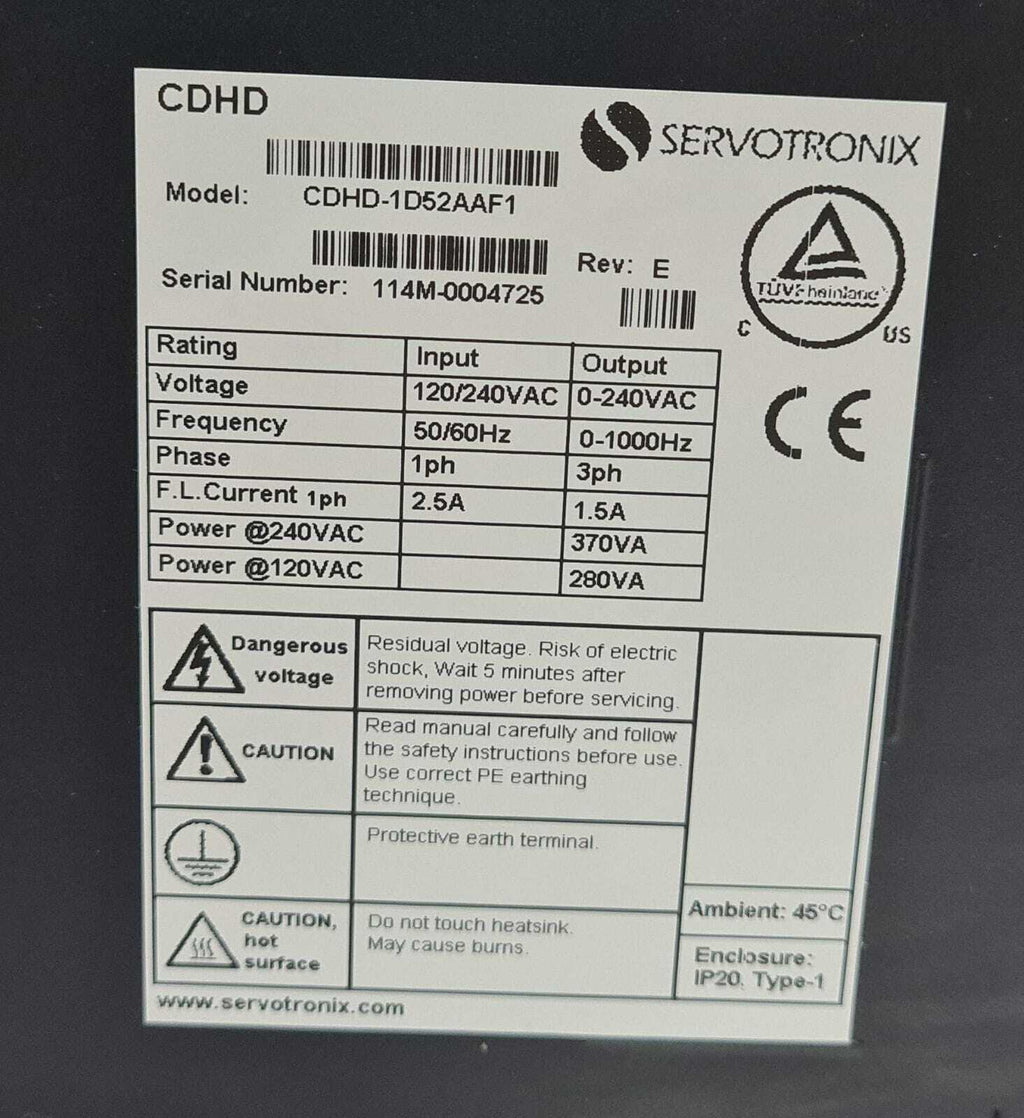 CDHD
SERVOTRONIX
Model: CDHD-1D52AAF1
Serial Number: 114M-0004725
Rev: E
TÜVRheinland
C US
CE
Rating Input Output
Voltage 120/240VAC 0-240VAC
Frequency 50/60Hz 0-1000Hz
Phase 1ph 3ph
F.L.Current 1ph 2.5A 1.5A
Power @240VAC 370VA
Power @120VAC 280VA
Dangerous
voltage
Residual voltage. Risk of electric
shock, Wait 5 minutes after
removing power before servicing.
CAUTION
Read manual carefully and follow
the safety instructions before use.
Use correct PE earthing
technique.
Protective earth terminal.
CAUTION,
hot
surface
Do not touch heatsink.
May cause burns.
Ambient: 45°C
Enclosure:
IP20, Type-1
www.servotronix.com